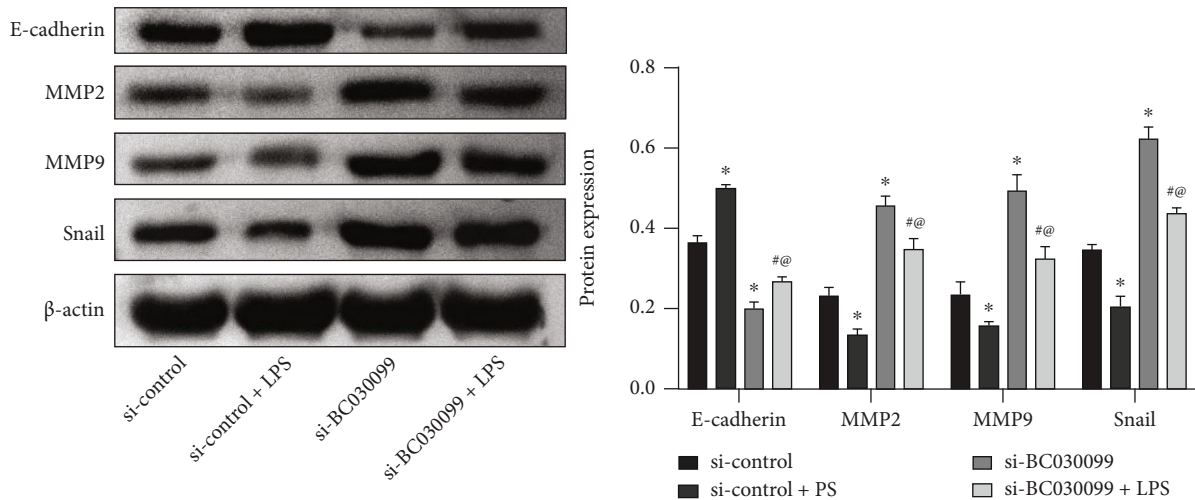 E-cadherin
MMP2
MMP9
Snail
β-actin
si-control
si-control + LPS
si-BC030099
si-BC030099 + LPS
Protein expression
0.8
0.6
0.4
0.2
0.0
*
*
#@
*
*
#@
*
*
#@
*
*
#@
E-cadherin
MMP2
MMP9
Snail
si-control
si-control + PS
si-BC030099
si-BC030099 + LPS